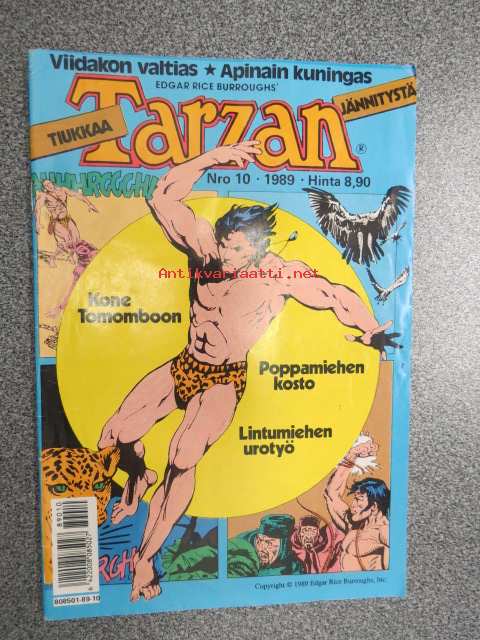 Viidakon valtias ★ Apinain kuningas
EDGAR RICE BURROUGHS'
TIUKKAA
Tarzan
®
JÄNNITYSTÄ
Nro 10 · 1989 · Hinta 8,90
Antikvariaatti.net
Kone
Tomomboon
Poppamiehen
kosto
Lintumiehen
urotyö
89010
808501-89-10
Copyright © 1989 Edgar Rice Burroughs, Inc.